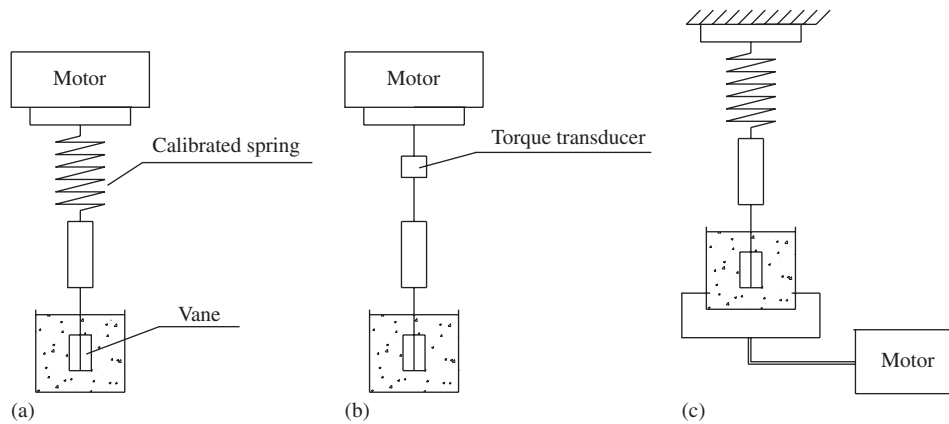 Motor
Calibrated spring
Vane
(a)
Motor
Torque transducer
(b)
Motor
(c)